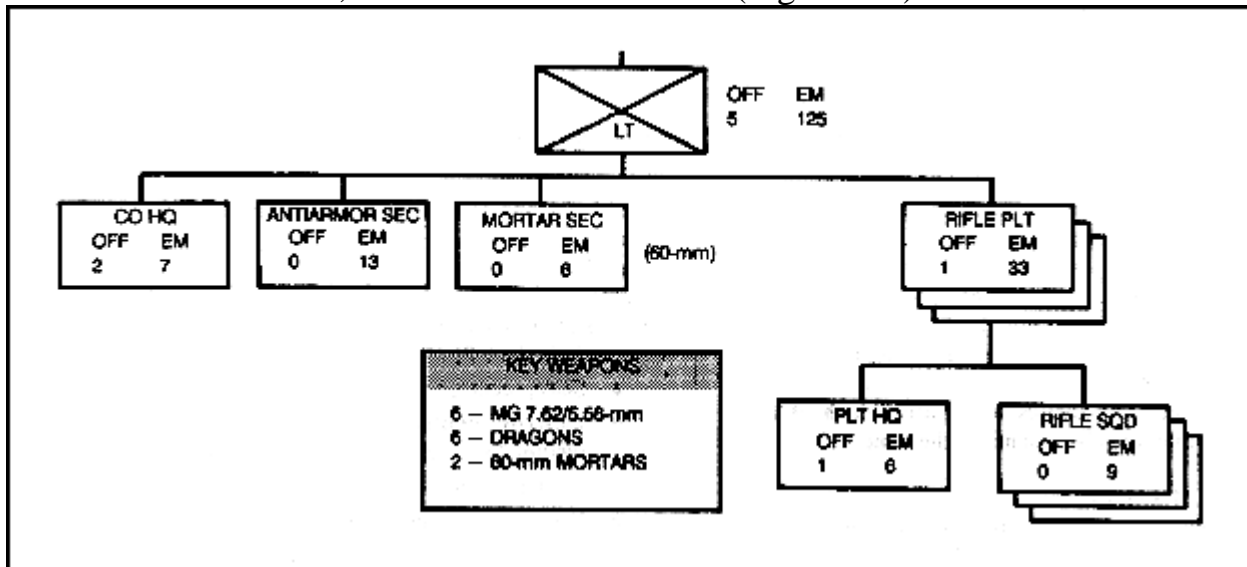 OFF EM
5 125
LT
CO HQ
OFF EM
2 7
ANTIARMOR SEC
OFF EM
0 13
MORTAR SEC
OFF EM
0 6
(60-mm)
RIFLE PLT
OFF EM
1 33
KEY WEAPONS
6 – MG 7.62/5.56-mm
6 – DRAGONS
2 – 60-mm MORTARS
PLT HQ
OFF EM
1 6
RIFLE SQD
OFF EM
0 9